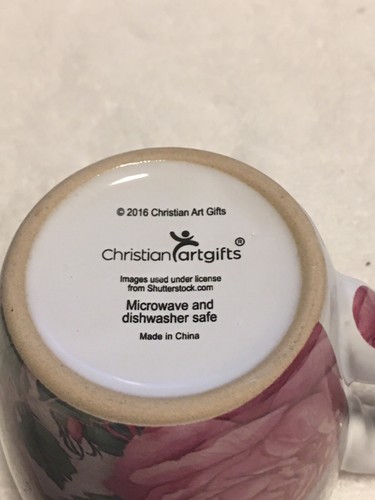 © 2016 Christian Art Gifts
Christian artgifts®
Images used under license
from Shutterstock.com
Microwave and
dishwasher safe
Made in China